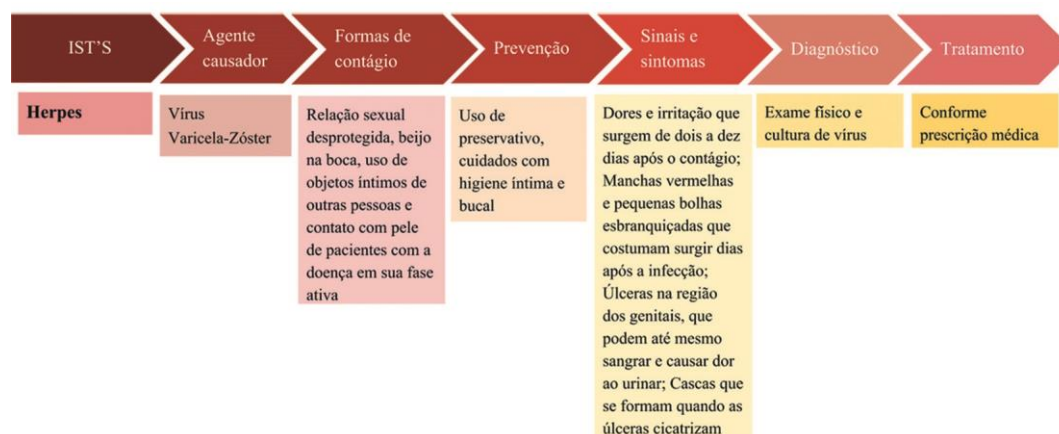 IST'S
Agente
causador
Formas de
contágio
Prevenção
Sinais e
sintomas
Diagnóstico
Tratamento
Herpes
Vírus
Varicela-Zóster
Relação sexual
desprotegida, beijo
na boca, uso de
objetos íntimos de
outras pessoas e
contato com pele
de pacientes com a
doença em sua fase
ativa
Uso de
preservativo,
cuidados com
higiene íntima e
bucal
Dores e irritação que
surgem de dois a dez
dias após o contágio;
Manchas vermelhas
e pequenas bolhas
esbranquiçadas que
costumam surgir dias
após a infecção;
Úlceras na região
dos genitais, que
podem até mesmo
sangrar e causar dor
ao urinar; Cascas que
se formam quando as
úlceras cicatrizam
Exame físico e
cultura de vírus
Conforme
prescrição médica